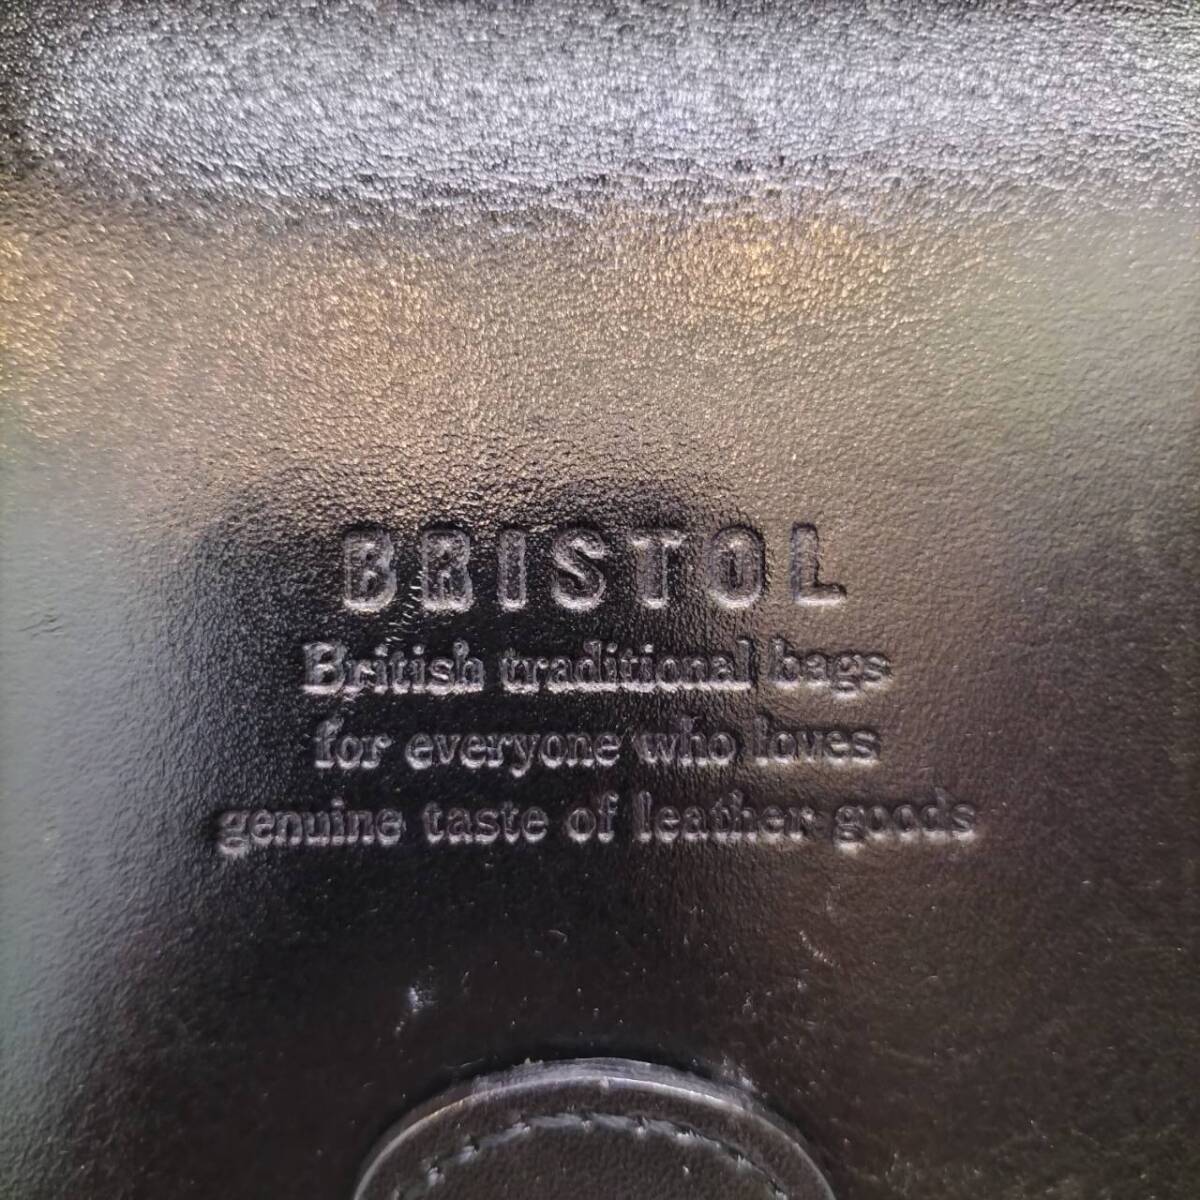 BRISTOL
British traditional bags
for everyone who loves
genuine taste of leather goods